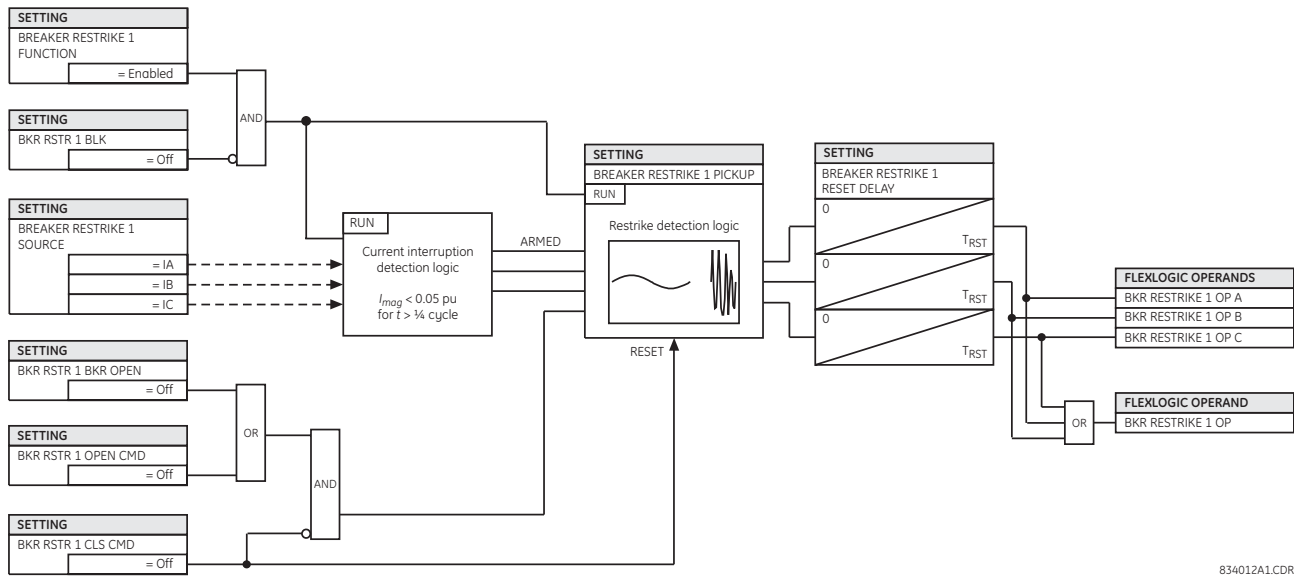 SETTING
BREAKER RESTRIKE 1
FUNCTION
= Enabled
SETTING
BKR RSTR 1 BLK
= Off
AND
SETTING
BREAKER RESTRIKE 1
SOURCE
= IA
= IB
= IC
RUN
Current interruption
detection logic
Imag < 0.05 pu
for t > ¼ cycle
ARMED
SETTING
BREAKER RESTRIKE 1 PICKUP
RUN
Restrike detection logic
RESET
SETTING
BREAKER RESTRIKE 1
RESET DELAY
0
TRST
0
TRST
0
TRST
FLEXLOGIC OPERANDS
BKR RESTRIKE 1 OP A
BKR RESTRIKE 1 OP B
BKR RESTRIKE 1 OP C
FLEXLOGIC OPERAND
BKR RESTRIKE 1 OP
OR
SETTING
BKR RSTR 1 BKR OPEN
= Off
SETTING
BKR RSTR 1 OPEN CMD
= Off
OR
AND
SETTING
BKR RSTR 1 CLS CMD
= Off
834012A1.CDR